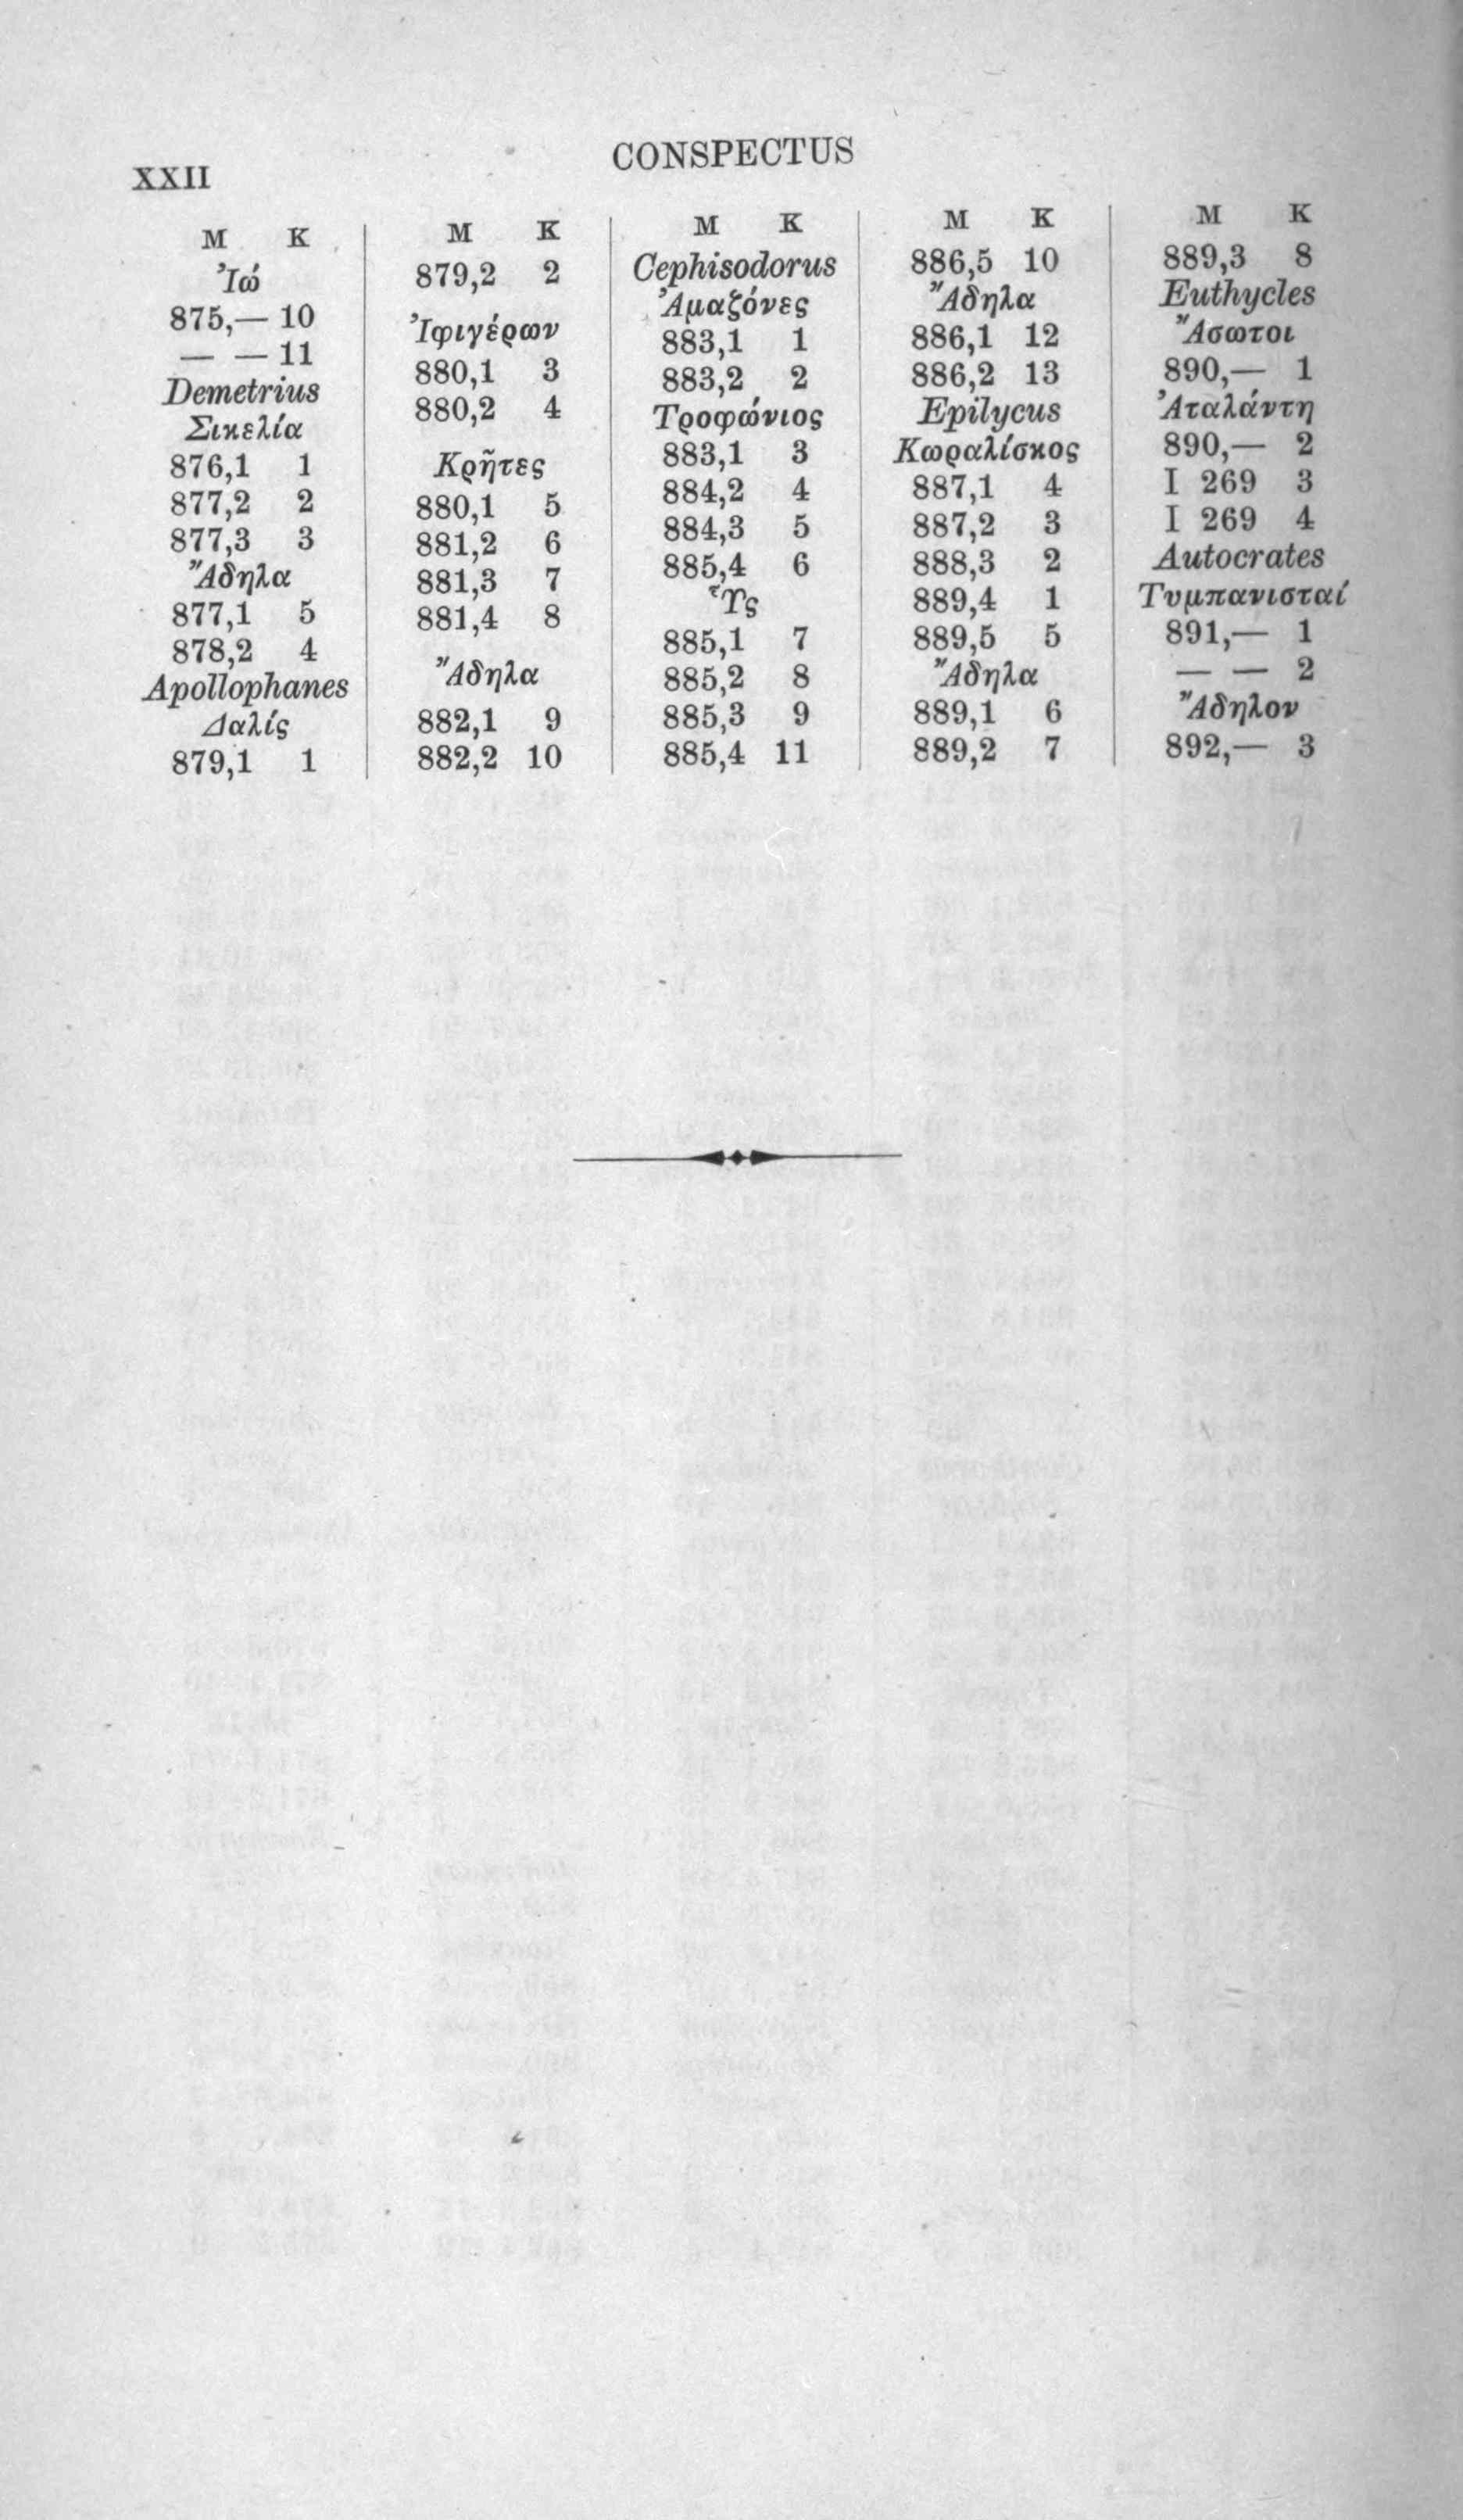 XXII
CONSPECTUS
M K
Ἰώ
875,— 10
— — 11
Demetrius
Σικελία
876,1 1
877,2 2
877,3 3
Ἄδηλα
877,1 5
878,2 4
Apollophanes
Δαλίς
879,1 1
M K
879,2 2
Ἰφιγέρων
880,1 3
880,2 4
Κρῆτες
880,1 5
881,2 6
881,3 7
881,4 8
Ἄδηλα
882,1 9
882,2 10
M K
Cephisodorus
Ἀμαζόνες
883,1 1
883,2 2
Τροφώνιος
883,1 3
884,2 4
884,3 5
885,4 6
Ὗς
885,1 7
885,2 8
885,3 9
885,4 11
M K
886,5 10
Ἄδηλα
886,1 12
886,2 13
Epilycus
Κωραλίσκος
887,1 4
887,2 3
888,3 2
889,4 1
889,5 5
Ἄδηλα
889,1 6
889,2 7
M K
889,3 8
Euthycles
Ἄσωτοι
890,— 1
Ἀταλάντη
890,— 2
I 269 3
I 269 4
Autocrates
Τυμπανισταί
891,— 1
— — 2
Ἄδηλον
892,— 3